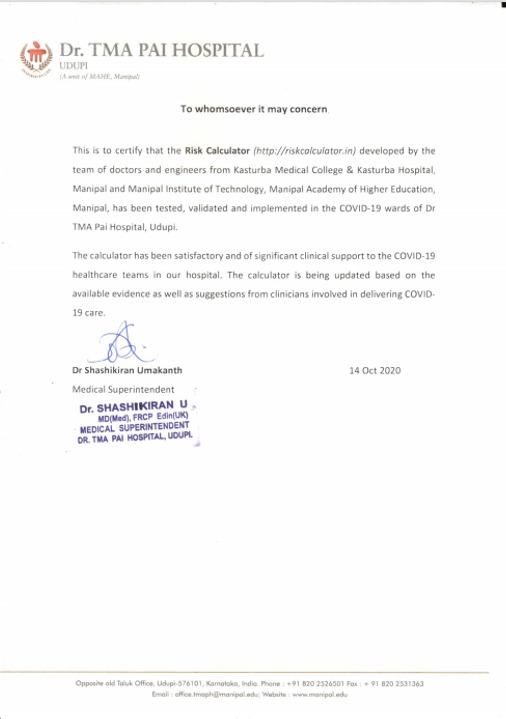 Dr. TMA PAI HOSPITAL
UDUPI
(A unit of MAHE, Manipal)
To whomsoever it may concern
This is to certify that the Risk Calculator (http://riskcalculator.in) developed by the
team of doctors and engineers from Kasturba Medical College & Kasturba Hospital,
Manipal and Manipal Institute of Technology, Manipal Academy of Higher Education,
Manipal, has been tested, validated and implemented in the COVID-19 wards of Dr
TMA Pai Hospital, Udupi.
The calculator has been satisfactory and of significant clinical support to the COVID-19
healthcare teams in our hospital. The calculator is being updated based on the
available evidence as well as suggestions from clinicians involved in delivering COVID-
19 care.
Dr Shashikiran Umakanth 14 Oct 2020
Medical Superintendent
Dr. SHASHIKIRAN U
MD(Med), FRCP Edin(UK)
MEDICAL SUPERINTENDENT
DR. TMA PAI HOSPITAL, UDUPI.
Opposite old Taluk Office, Udupi-576101, Karnataka, India. Phone : +91 820 2526501 Fax : + 91 820 2531363
Email : office.tmaph@manipal.edu; Website : www.manipal.edu